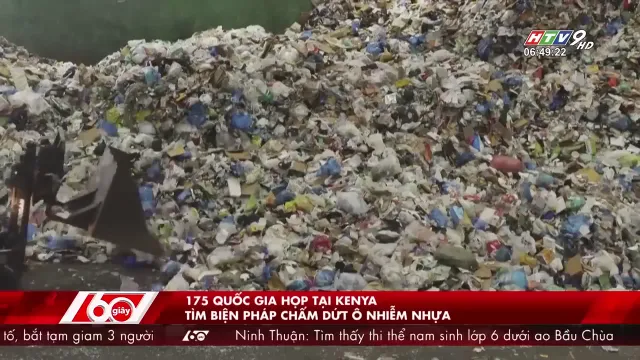 HTV9 HD
06:49:22
175 QUỐC GIA HỌP TẠI KENYA
60 giây
TÌM BIỆN PHÁP CHẤM DỨT Ô NHIỄM NHỰA
tố, bắt tạm giam 3 người
Ninh Thuận: Tìm thấy thi thể nam sinh lớp 6 dưới ao Bầu Chùa